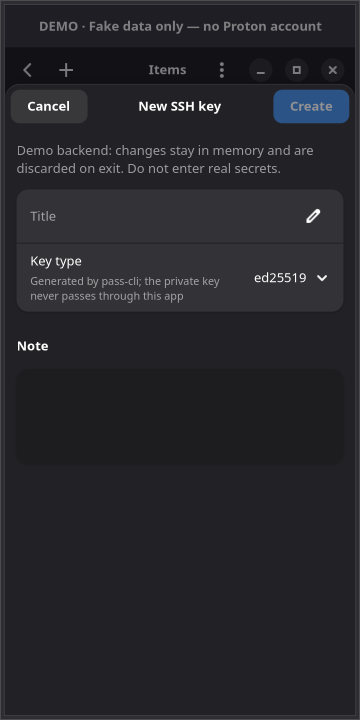 DEMO · Fake data only — no Proton account
Items
Cancel
New SSH key
Create
Demo backend: changes stay in memory and are
discarded on exit. Do not enter real secrets.
Title
Key type
Generated by pass-cli; the private key
never passes through this app
ed25519
Note